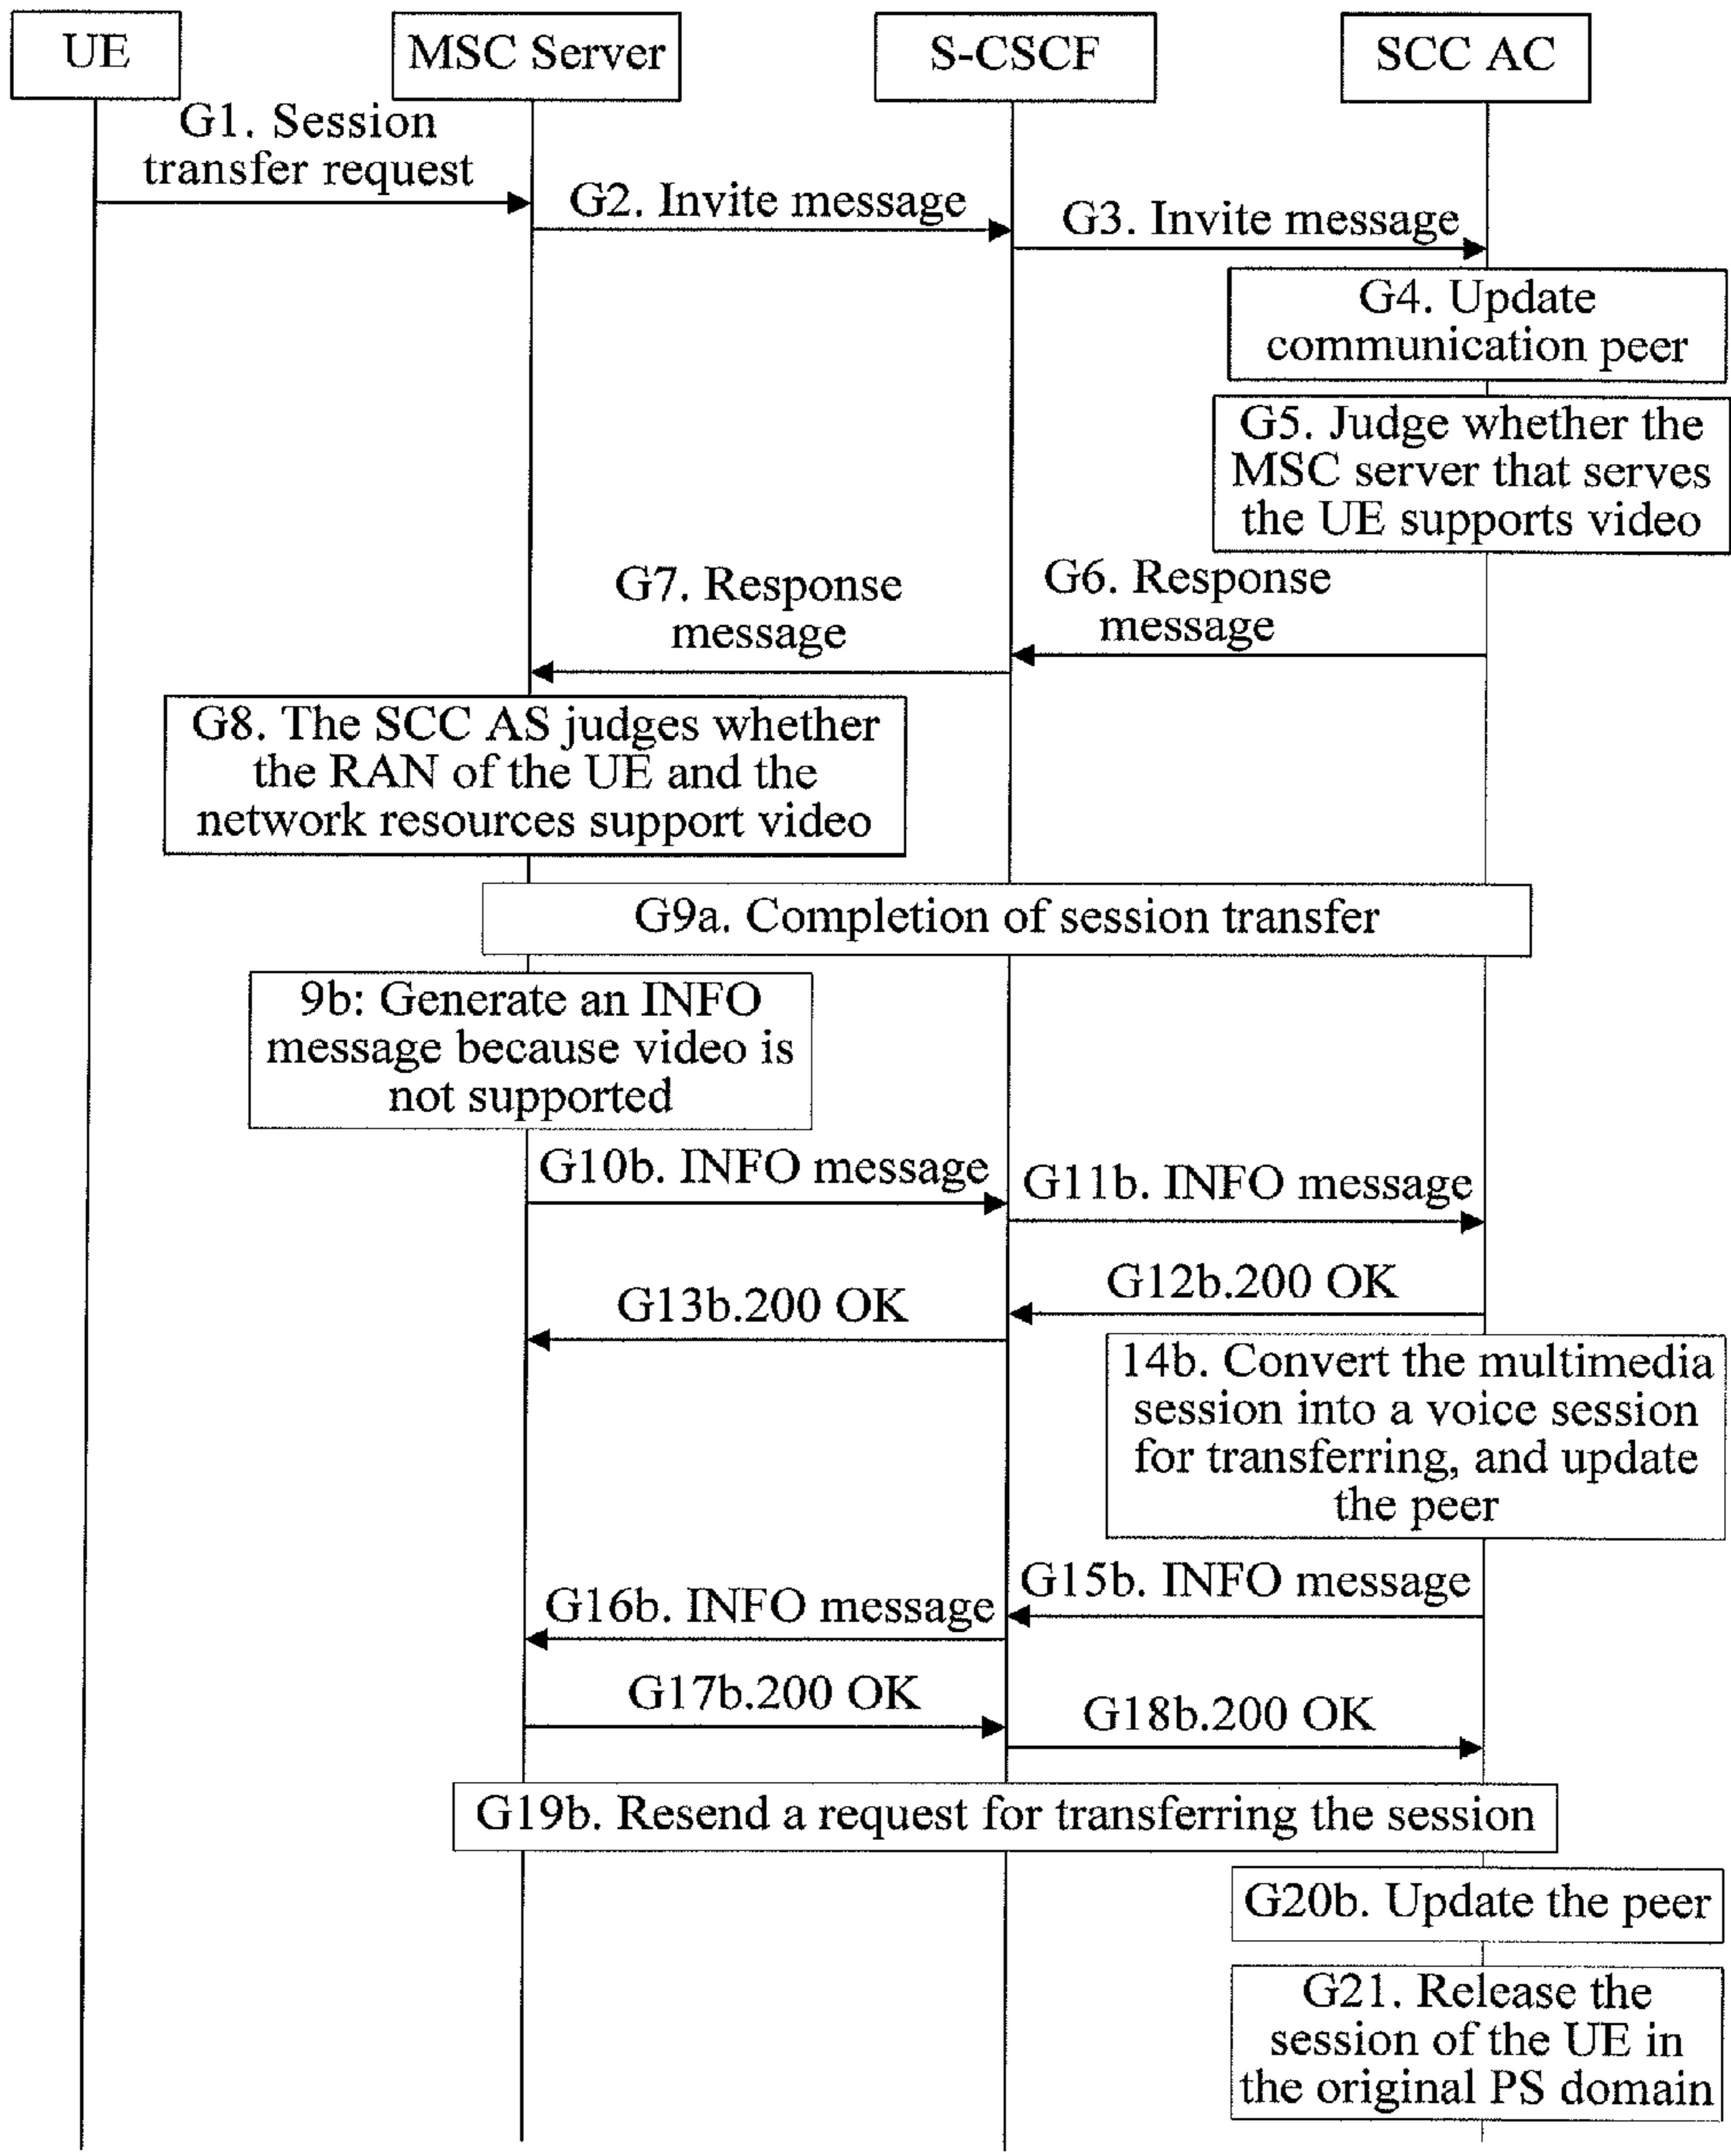 UE
MSC Server
S-CSCF
SCC AC
G1. Session
transfer request
G2. Invite message
G3. Invite message
G4. Update
communication peer
G5. Judge whether the
MSC server that serves
the UE supports video
G6. Response
message
G7. Response
message
G8. The SCC AS judges whether
the RAN of the UE and the
network resources support video
G9a. Completion of session transfer
9b: Generate an INFO
message because video is
not supported
G10b. INFO message
G11b. INFO message
G12b.200 OK
G13b.200 OK
14b. Convert the multimedia
session into a voice session
for transferring, and update
the peer
G15b. INFO message
G16b. INFO message
G17b.200 OK
G18b.200 OK
G19b. Resend a request for transferring the session
G20b. Update the peer
G21. Release the
session of the UE in
the original PS domain